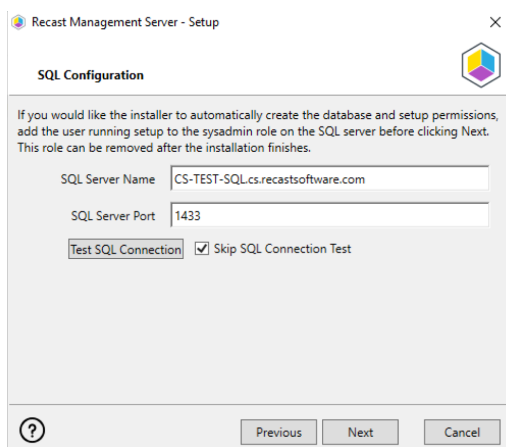 Recast Management Server - Setup
SQL Configuration
If you would like the installer to automatically create the database and setup permissions,
add the user running setup to the sysadmin role on the SQL server before clicking Next.
This role can be removed after the installation finishes.
SQL Server Name CS-TEST-SQL.cs.recastsoftware.com
SQL Server Port 1433
Test SQL Connection Skip SQL Connection Test
? Previous Next Cancel